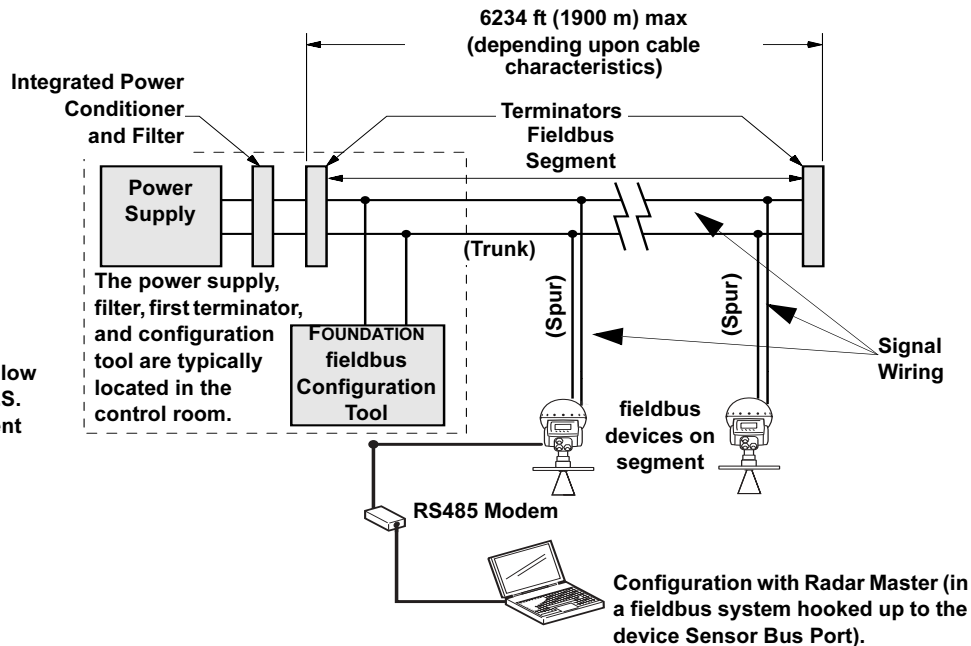 6234 ft (1900 m) max
(depending upon cable
characteristics)
Integrated Power
Conditioner
and Filter
Terminators
Fieldbus
Segment
Power
Supply
(Trunk)
The power supply,
filter, first terminator,
and configuration
tool are typically
located in the
control room.
FOUNDATION
fieldbus
Configuration
Tool
(Spur)
(Spur)
Signal
Wiring
low
S.
ent
fieldbus
devices on
segment
RS485 Modem
Configuration with Radar Master (in
a fieldbus system hooked up to the
device Sensor Bus Port).